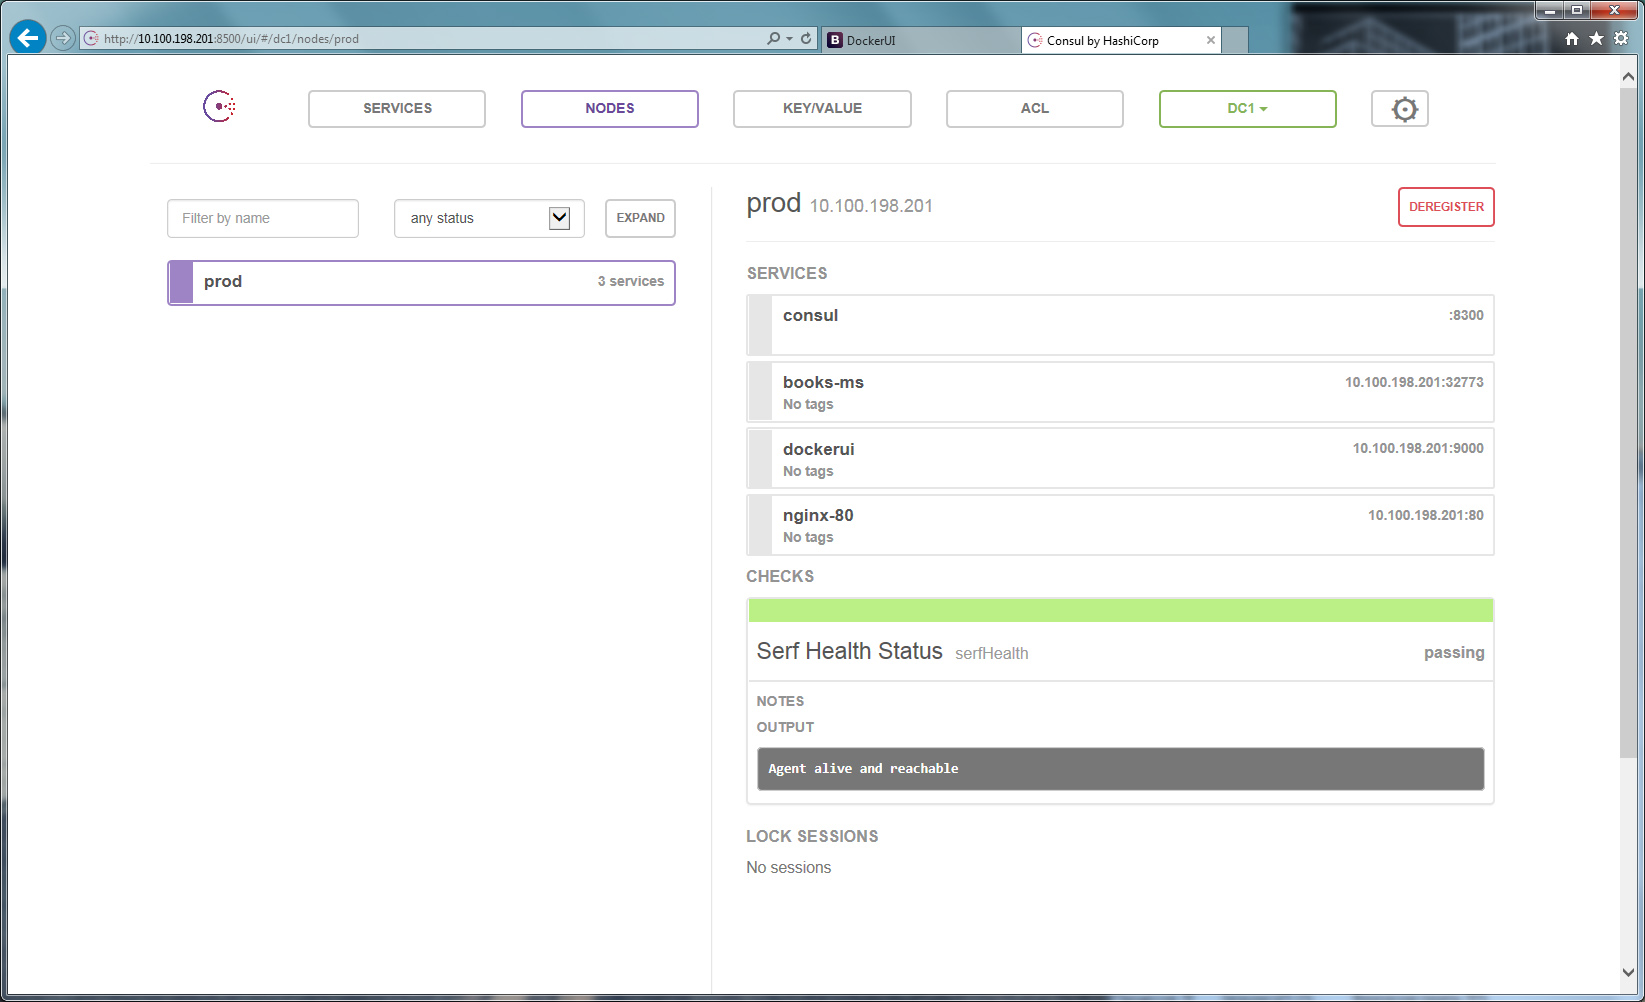 http://10.100.198.201:8500/ui/#/dc1/nodes/prod
B DockerUI
Consul by HashiCorp
SERVICES
NODES
KEY/VALUE
ACL
DC1
Filter by name
any status
EXPAND
prod
3 services
prod 10.100.198.201
DEREGISTER
SERVICES
consul
:8300
books-ms
10.100.198.201:32773
No tags
dockerui
10.100.198.201:9000
No tags
nginx-80
10.100.198.201:80
No tags
CHECKS
Serf Health Status serfHealth
passing
NOTES
OUTPUT
Agent alive and reachable
LOCK SESSIONS
No sessions